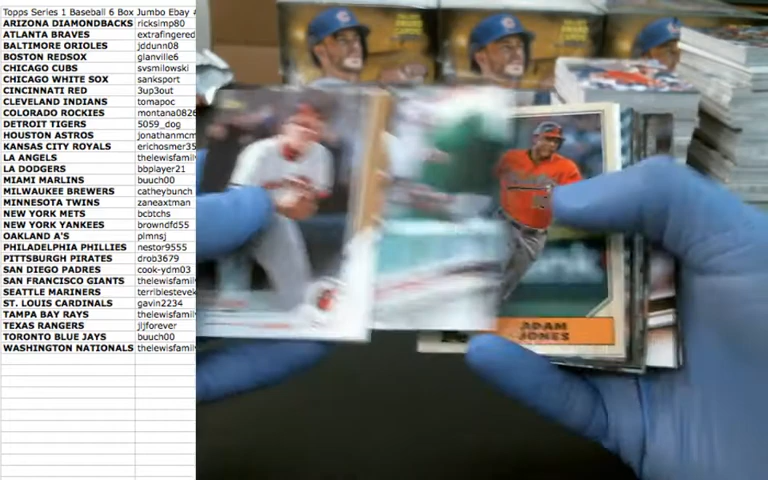 Topps Series 1 Baseball 6 Box Jumbo Ebay
ARIZONA DIAMONDBACKS ricksimp80
ATLANTA BRAVES extrafingered
BALTIMORE ORIOLES jddunn08
BOSTON REDSOX glanville6
CHICAGO CUBS svsmilowski
CHICAGO WHITE SOX sanksport
CINCINNATI RED 3up3out
CLEVELAND INDIANS tomapoc
COLORADO ROCKIES montana0826
DETROIT TIGERS 5059_dog
HOUSTON ASTROS jonathanmcm
KANSAS CITY ROYALS erichosmer35
LA ANGELS thelewisfamil
LA DODGERS bbplayer21
MIAMI MARLINS buuch00
MILWAUKEE BREWERS catheybunch
MINNESOTA TWINS zaneaxtman
NEW YORK METS bcbtchs
NEW YORK YANKEES browndfd55
OAKLAND A'S plmnsj
PHILADELPHIA PHILLIES nestor9555
PITTSBURGH PIRATES drob3679
SAN DIEGO PADRES cook-ydm03
SAN FRANCISCO GIANTS thelewisfamil
SEATTLE MARINERS terriblestevek
ST. LOUIS CARDINALS gavin2234
TAMPA BAY RAYS thelewisfamil
TEXAS RANGERS jljforever
TORONTO BLUE JAYS buuch00
WASHINGTON NATIONALS thelewisfamil
ADAM
JONES